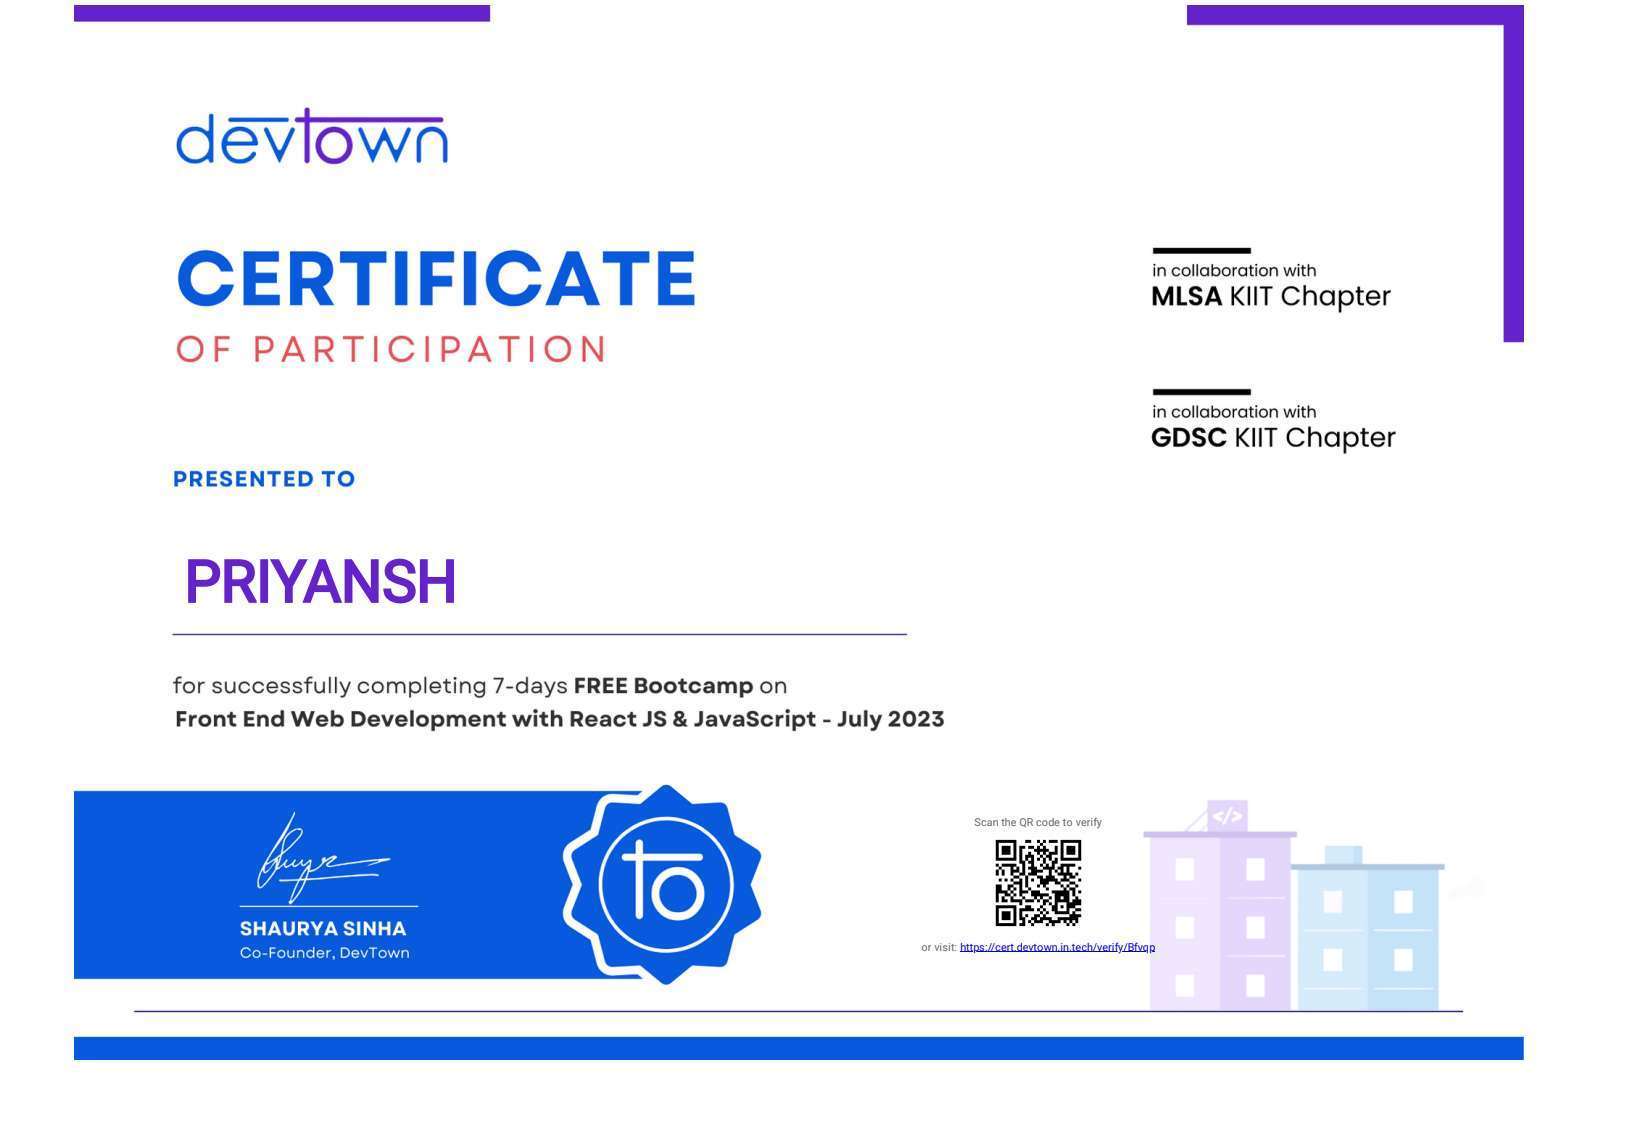 devtown
CERTIFICATE
OF PARTICIPATION
in collaboration with
MLSA KIIT Chapter
in collaboration with
GDSC KIIT Chapter
PRESENTED TO
PRIYANSH
for successfully completing 7-days FREE Bootcamp on
Front End Web Development with React JS & JavaScript - July 2023
SHAURYA SINHA
Co-Founder, DevTown
to
Scan the QR code to verify
or visit: https://cert.devtown.in.tech/verify/Bfvqp
</>